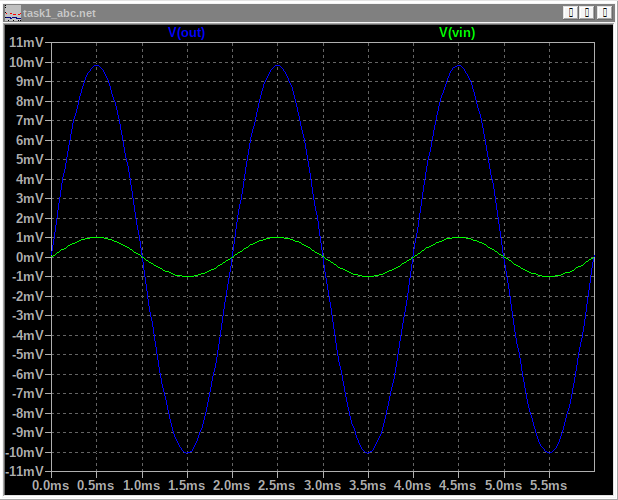 task1_abc.net
V(out) V(vin)
11mV
10mV
9mV
8mV
7mV
6mV
5mV
4mV
3mV
2mV
1mV
0mV
-1mV
-2mV
-3mV
-4mV
-5mV
-6mV
-7mV
-8mV
-9mV
-10mV
-11mV
0.0ms 0.5ms 1.0ms 1.5ms 2.0ms 2.5ms 3.0ms 3.5ms 4.0ms 4.5ms 5.0ms 5.5ms